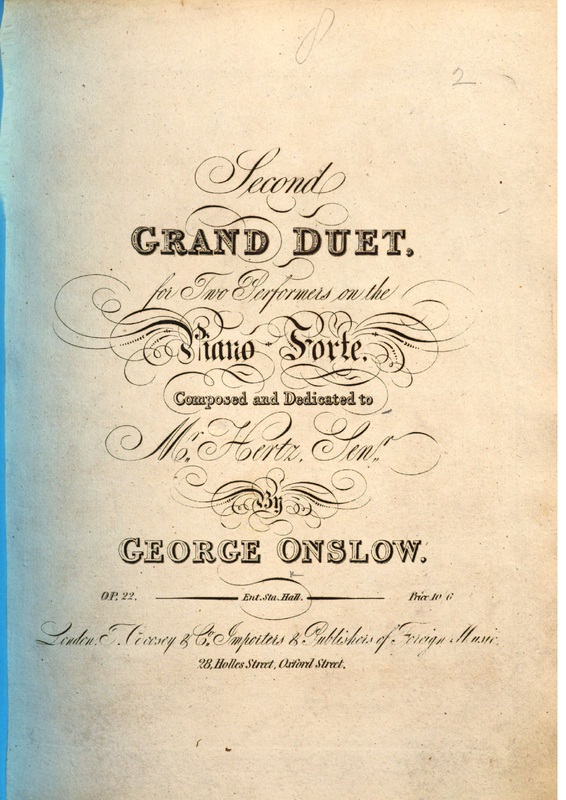 8
2
Second
GRAND DUET,
for Two Performers on the
Piano-Forte.
Composed and Dedicated to
Mr. Hertz, Senr.
By
GEORGE ONSLOW.
OP. 22. Ent. Sta. Hall. Price 10/6
London. T. Boosey & Co. Importers & Publishers of Foreign Music
28, Holles Street, Oxford Street.